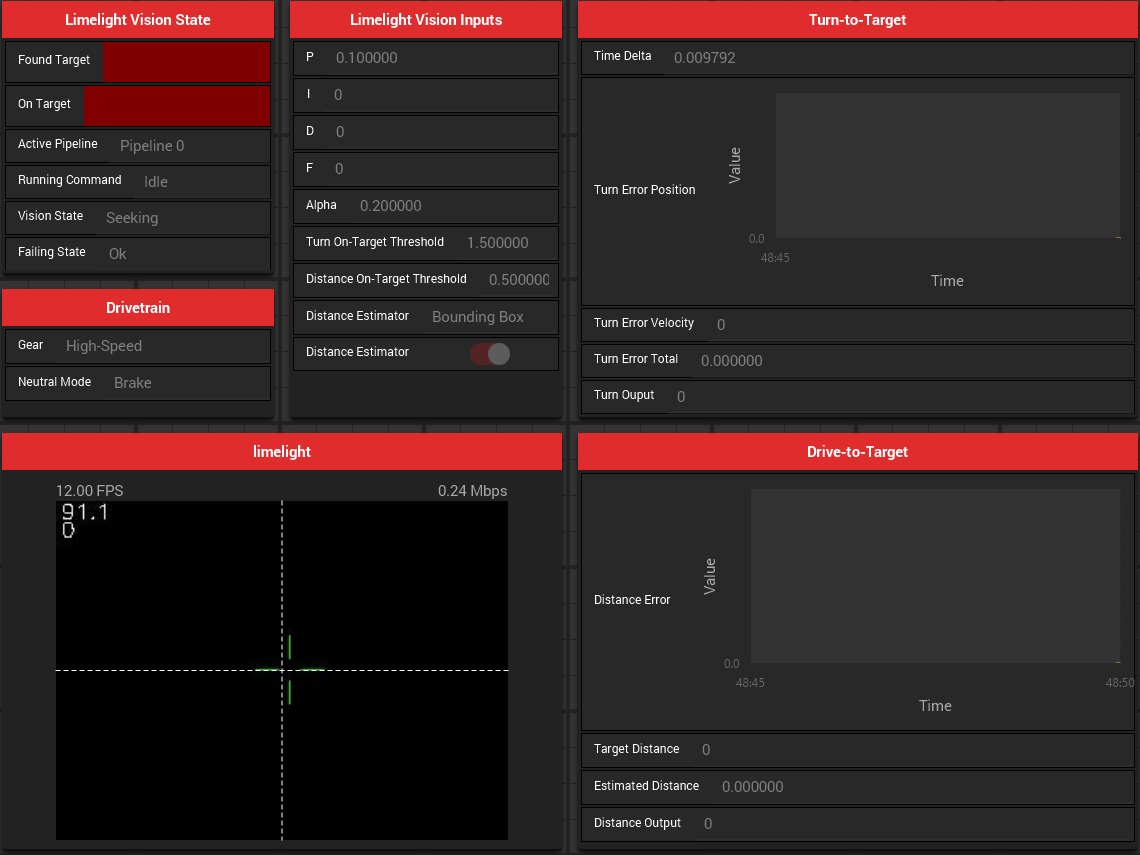 Limelight Vision State
Found Target
On Target
Active Pipeline Pipeline 0
Running Command Idle
Vision State Seeking
Failing State Ok
Drivetrain
Gear High-Speed
Neutral Mode Brake
Limelight Vision Inputs
P 0.100000
I 0
D 0
F 0
Alpha 0.200000
Turn On-Target Threshold 1.500000
Distance On-Target Threshold 0.500000
Distance Estimator Bounding Box
Distance Estimator
Turn-to-Target
Time Delta 0.009792
Turn Error Position
Value
0.0
48:45
Time
Turn Error Velocity 0
Turn Error Total 0.000000
Turn Ouput 0
limelight
12.00 FPS 0.24 Mbps
91.1
Drive-to-Target
Distance Error
Value
0.0
48:45 48:50
Time
Target Distance 0
Estimated Distance 0.000000
Distance Output 0